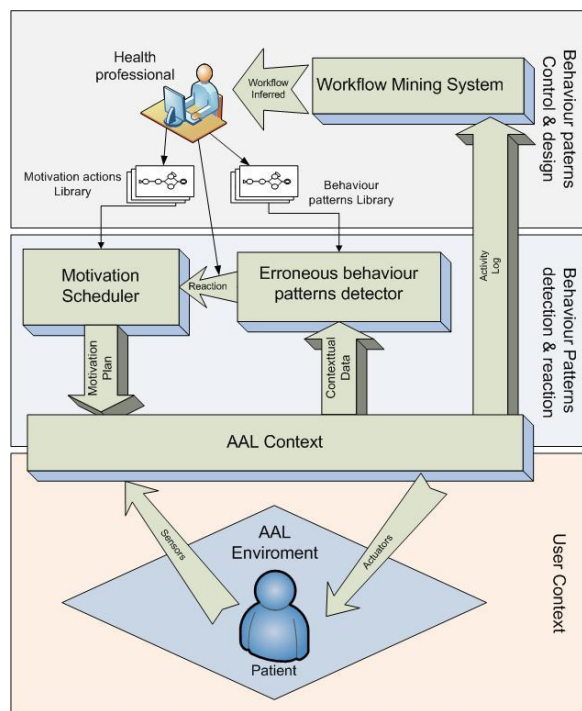 Health
professional
Workflow
Inferred
Workflow Mining System
Behaviour paterns
Control & design
Motivation actions
Library
Behaviour
patterns Library
Activity
Log
Motivation
Scheduler
Reaction
Erroneous behaviour
patterns detector
Behaviour Patterns
detection & reaction
Motivation
Plan
Contexttual
Data
AAL Context
Sensors
AAL
Enviroment
Actuators
User Context
Patient